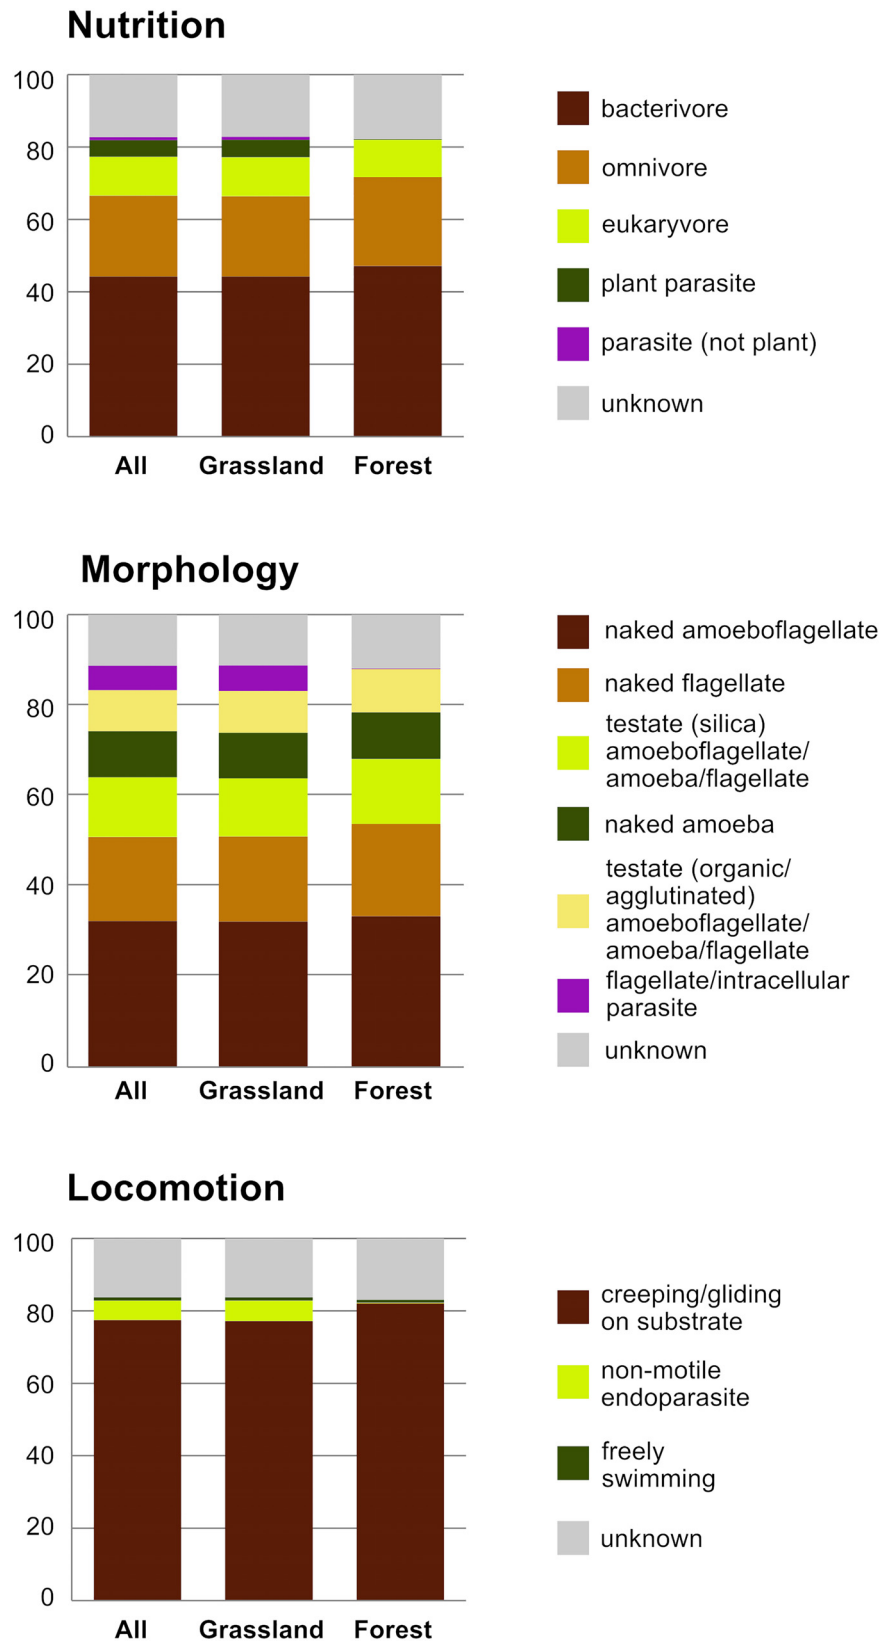 Nutrition
100
80
60
40
20
0
All
Grassland
Forest
bacterivore
omnivore
eukaryvore
plant parasite
parasite (not plant)
unknown
Morphology
100
80
60
40
20
0
All
Grassland
Forest
naked amoeboflagellate
naked flagellate
testate (silica)
amoeboflagellate/
amoeba/flagellate
naked amoeba
testate (organic/
agglutinated)
amoeboflagellate/
amoeba/flagellate
flagellate/intracellular
parasite
unknown
Locomotion
100
80
60
40
20
0
All
Grassland
Forest
creeping/gliding
on substrate
non-motile
endoparasite
freely
swimming
unknown